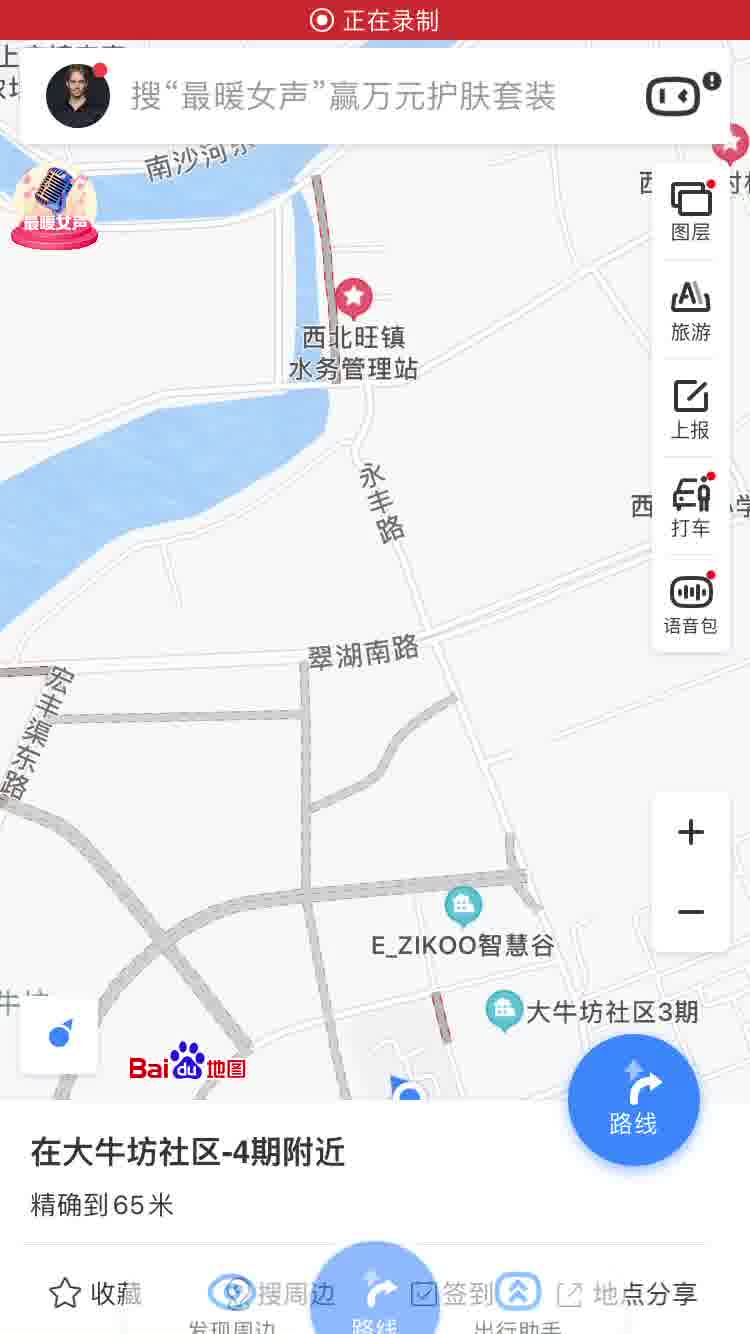 正在录制
搜“最暖女声”赢万元护肤套装
南沙河东
最暖女声
图层
旅游
西北旺镇
水务管理站
上报
永丰路
打车
语音包
翠湖南路
宏丰渠东路
E_ZIKOO智慧谷
大牛坊社区3期
Bai du 地图
路线
在大牛坊社区-4期附近
精确到65米
收藏
搜周边
签到
地点分享
发现周边
路线
出行助手